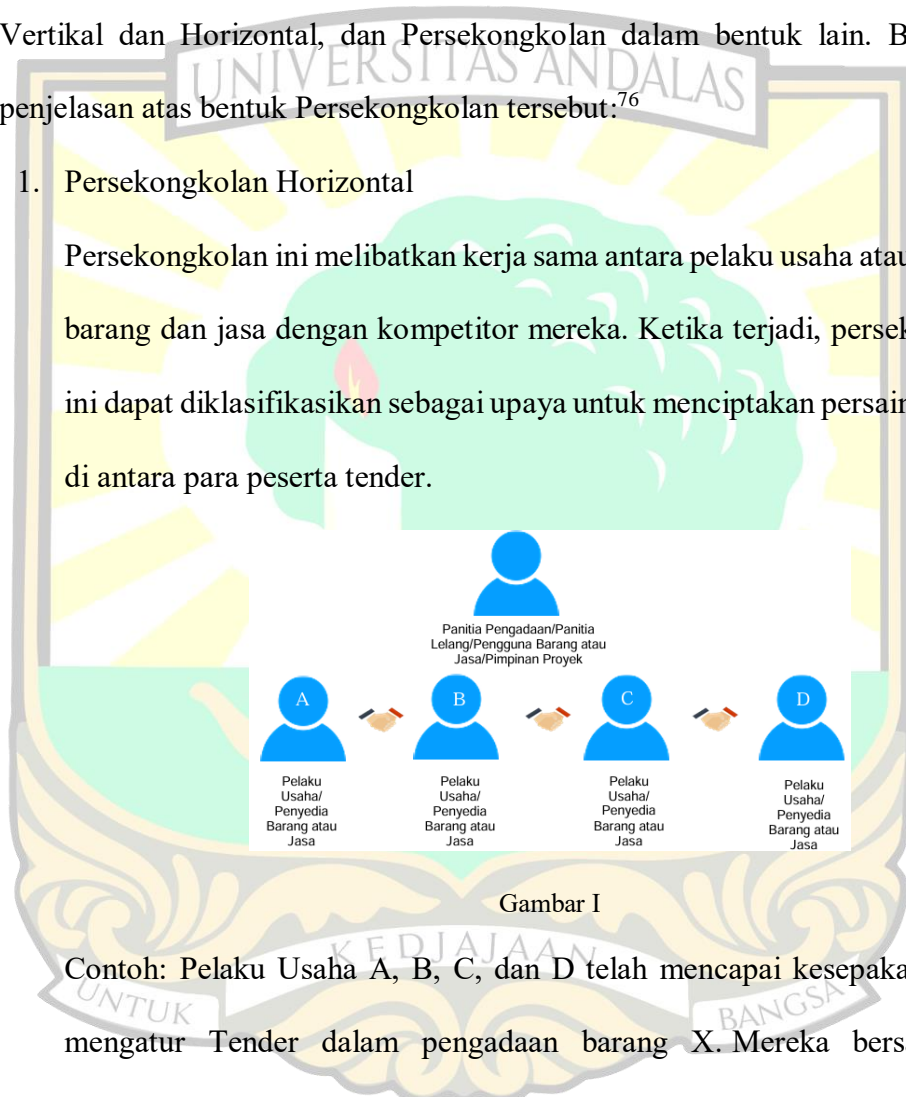 Vertikal dan Horizontal, dan Persekongkolan dalam bentuk lain. B
UNIVERSITAS ANDALAS
penjelasan atas bentuk Persekongkolan tersebut:76
1. Persekongkolan Horizontal
Persekongkolan ini melibatkan kerja sama antara pelaku usaha atau
barang dan jasa dengan kompetitor mereka. Ketika terjadi, persek
ini dapat diklasifikasikan sebagai upaya untuk menciptakan persain
di antara para peserta tender.
Panitia Pengadaan/Panitia
Lelang/Pengguna Barang atau
Jasa/Pimpinan Proyek
A
B
C
D
Pelaku
Usaha/
Penyedia
Barang atau
Jasa
Pelaku
Usaha/
Penyedia
Barang atau
Jasa
Pelaku
Usaha/
Penyedia
Barang atau
Jasa
Pelaku
Usaha/
Penyedia
Barang atau
Jasa
Gambar I
KEDJAJAAN
Contoh: Pelaku Usaha A, B, C, dan D telah mencapai kesepaka
UNTUK
BANGSA
mengatur Tender dalam pengadaan barang X. Mereka bersa